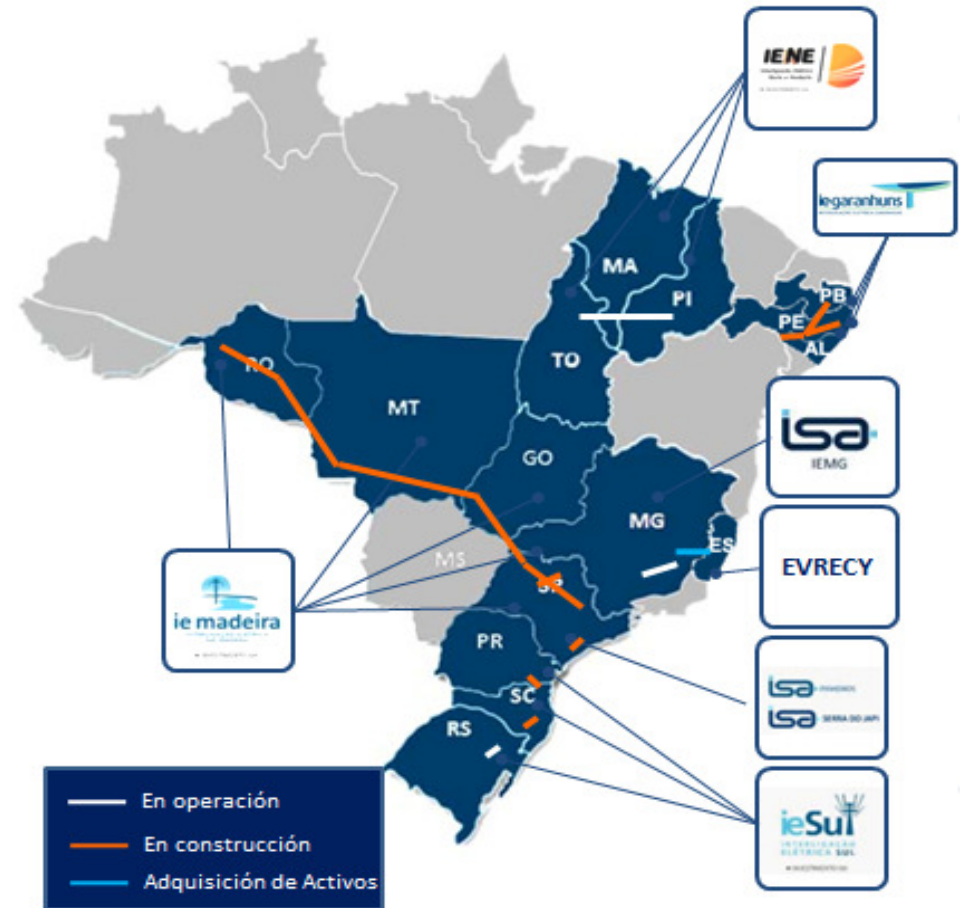 IENE
iegaranhuns
MA
PI
PB
PE
AL
TO
RO
MT
GO
isa
IEMG
MG
ES
EVRECY
MS
SP
ie madeira
PR
isa
isa SERRA DO JAPI
SC
RS
ieSul
INTERLIGAÇÃO
ELÉTRICA SUL
En operación
En construcción
Adquisición de Activos